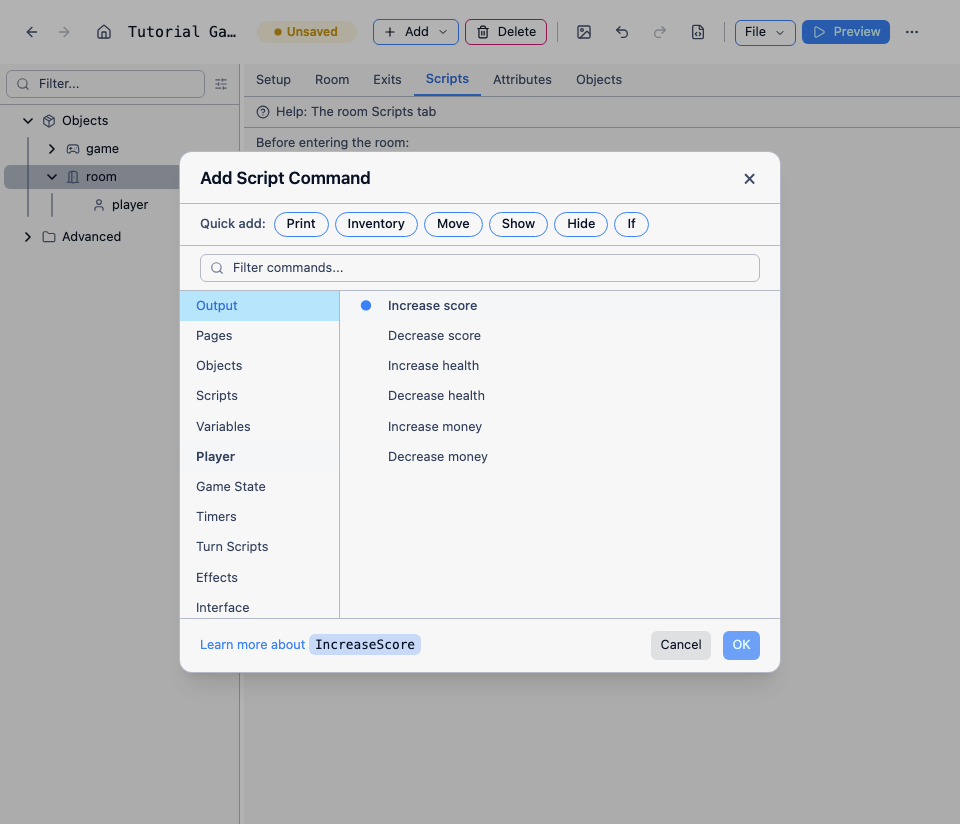 Tutorial Ga… Unsaved Add Delete File Preview
Filter...
Setup Room Exits Scripts Attributes Objects
Help: The room Scripts tab
Objects
game
room
player
Advanced
Before entering the room:
Add Script Command
Quick add: Print Inventory Move Show Hide If
Filter commands...
Output
Pages
Objects
Scripts
Variables
Player
Game State
Timers
Turn Scripts
Effects
Interface
Increase score
Decrease score
Increase health
Decrease health
Increase money
Decrease money
Learn more about IncreaseScore
Cancel OK